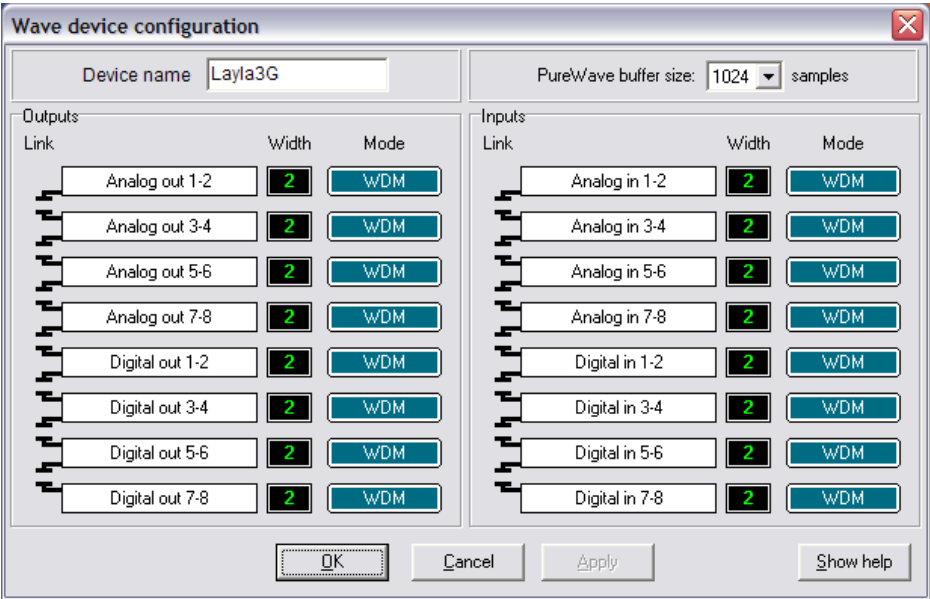 Wave device configuration
Device name Layla3G
PureWave buffer size: 1024 samples
Outputs
Link Width Mode
Analog out 1-2 2 WDM
Analog out 3-4 2 WDM
Analog out 5-6 2 WDM
Analog out 7-8 2 WDM
Digital out 1-2 2 WDM
Digital out 3-4 2 WDM
Digital out 5-6 2 WDM
Digital out 7-8 2 WDM
Inputs
Link Width Mode
Analog in 1-2 2 WDM
Analog in 3-4 2 WDM
Analog in 5-6 2 WDM
Analog in 7-8 2 WDM
Digital in 1-2 2 WDM
Digital in 3-4 2 WDM
Digital in 5-6 2 WDM
Digital in 7-8 2 WDM
OK Cancel Apply Show help